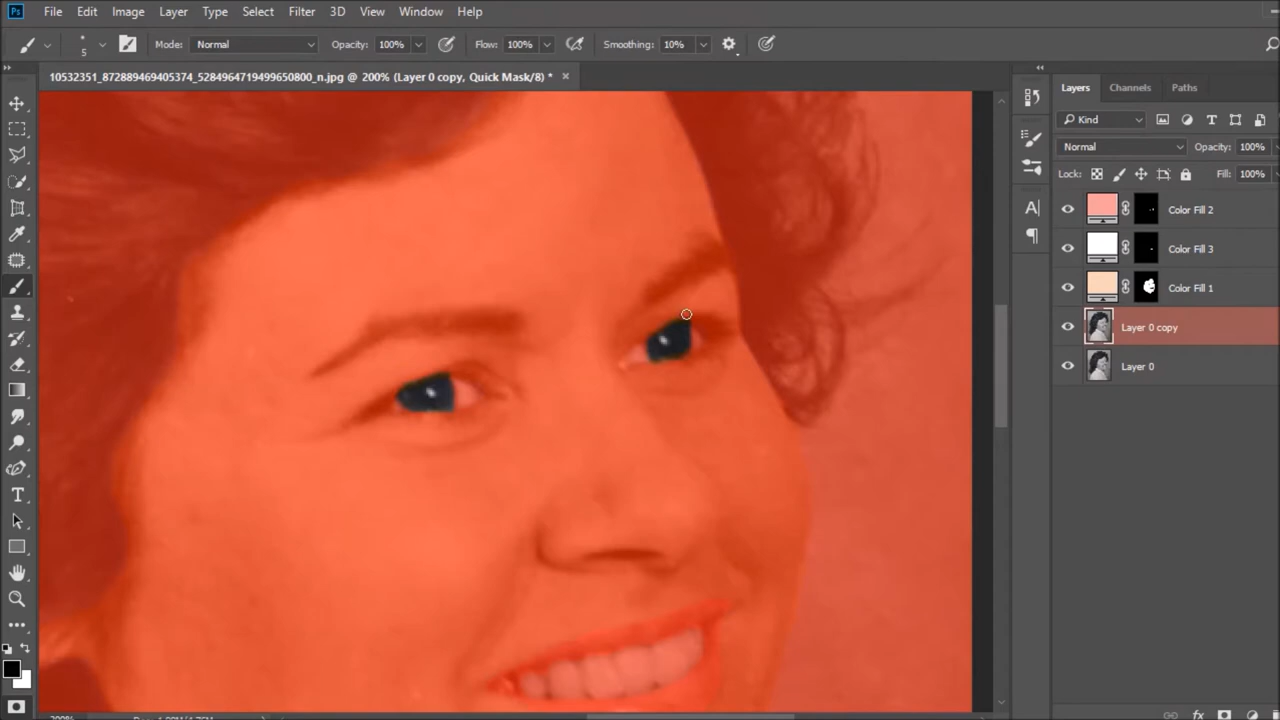 Ps File Edit Image Layer Type Select Filter 3D View Window Help
5 Mode: Normal Opacity: 100% Flow: 100% Smoothing: 10%
10532351_872889469405374_5284964719499650800_n.jpg @ 200% (Layer 0 copy, Quick Mask/8) *
Layers Channels Paths
Kind
Normal Opacity: 100%
Lock: Fill: 100%
Color Fill 2
Color Fill 3
Color Fill 1
Layer 0 copy
Layer 0